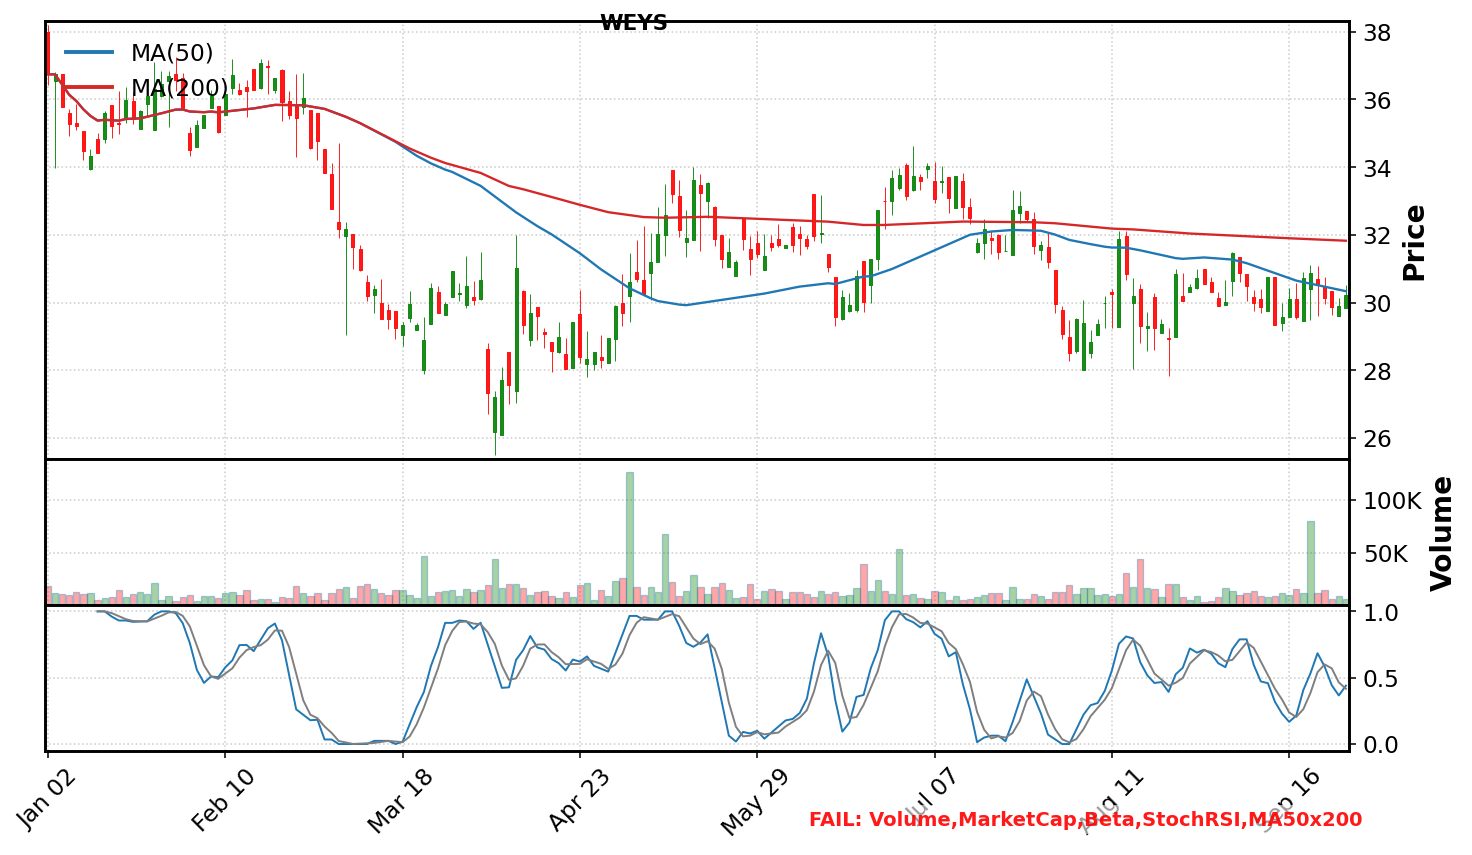 WEYS
MA(50)
MA(200)
38
36
34
32
30
28
26
Price
100K
50K
Volume
1.0
0.5
0.0
Jan 02
Feb 10
Mar 18
Apr 23
May 29
Jul 07
Aug 11
Sep 16
FAIL: Volume,MarketCap,Beta,StochRSI,MA50x200